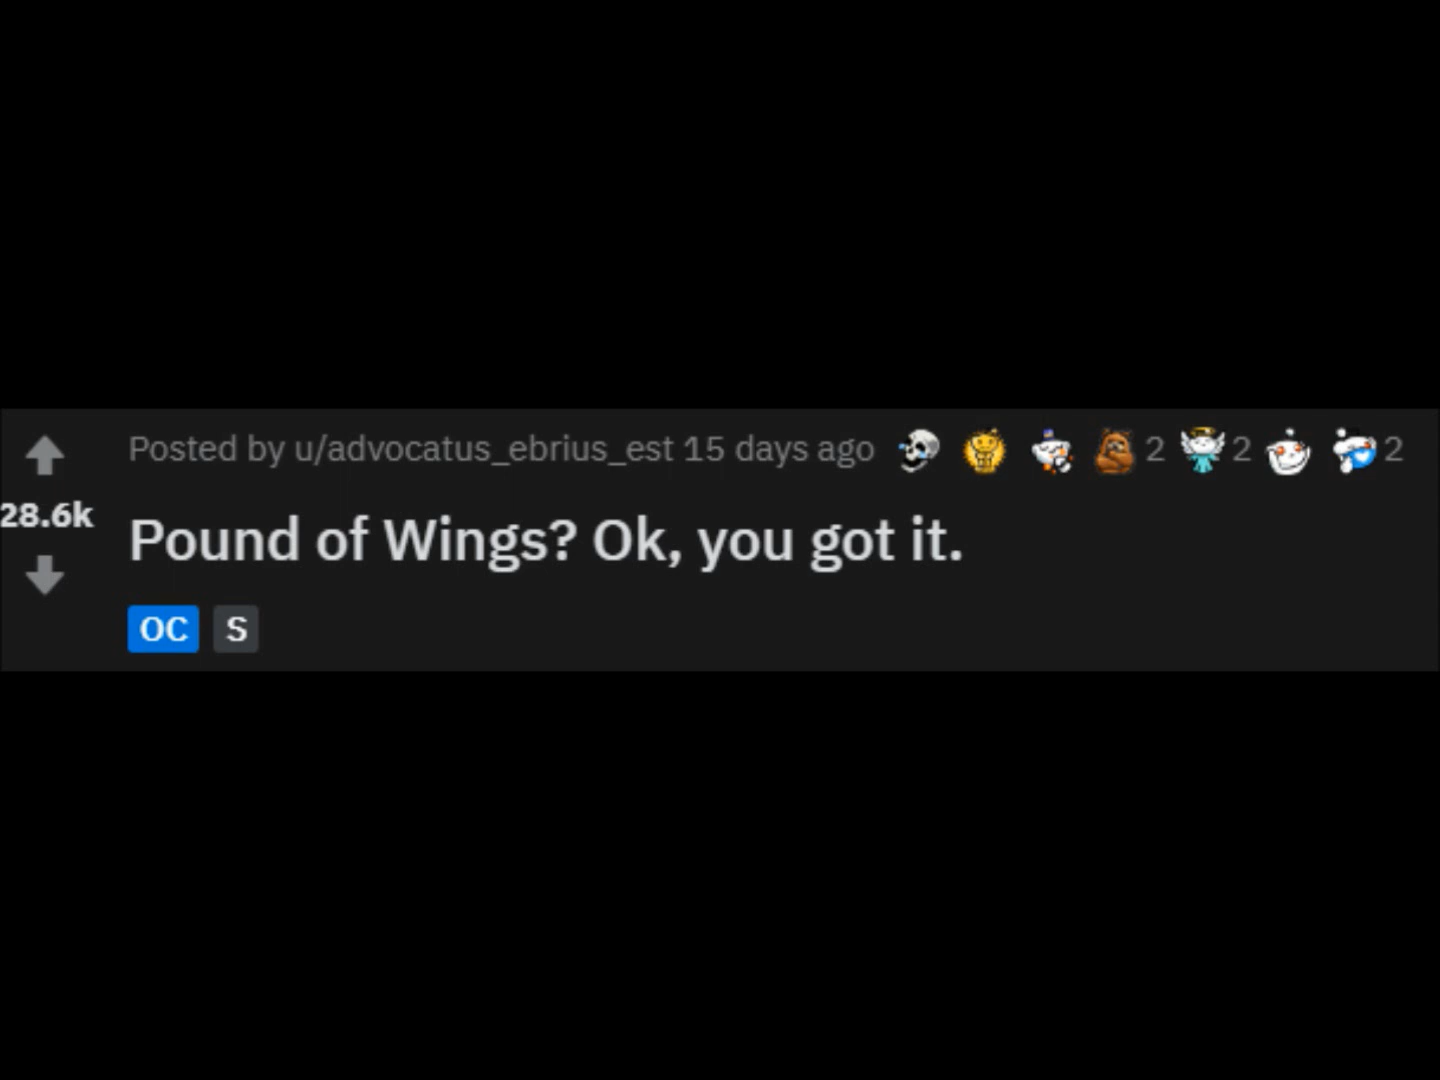 Posted by u/advocatus_ebrius_est 15 days ago 2 2 2
28.6k
Pound of Wings? Ok, you got it.
OC S